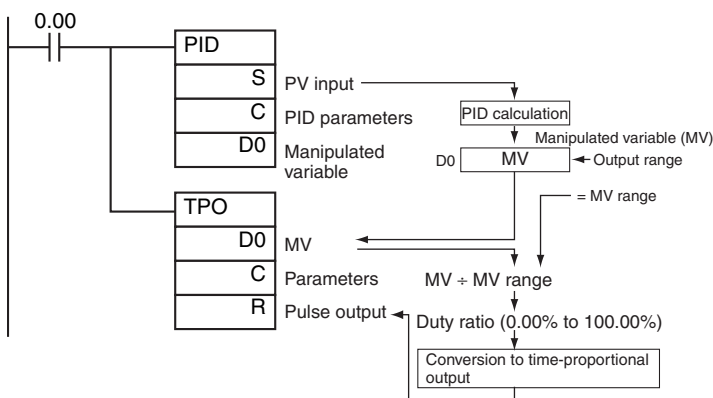 0.00
PID
S PV input
C PID parameters
D0 Manipulated
variable
PID calculation
Manipulated variable (MV)
D0 MV Output range
= MV range
TPO
D0 MV
C Parameters
R Pulse output
MV ÷ MV range
Duty ratio (0.00% to 100.00%)
Conversion to time-proportional
output